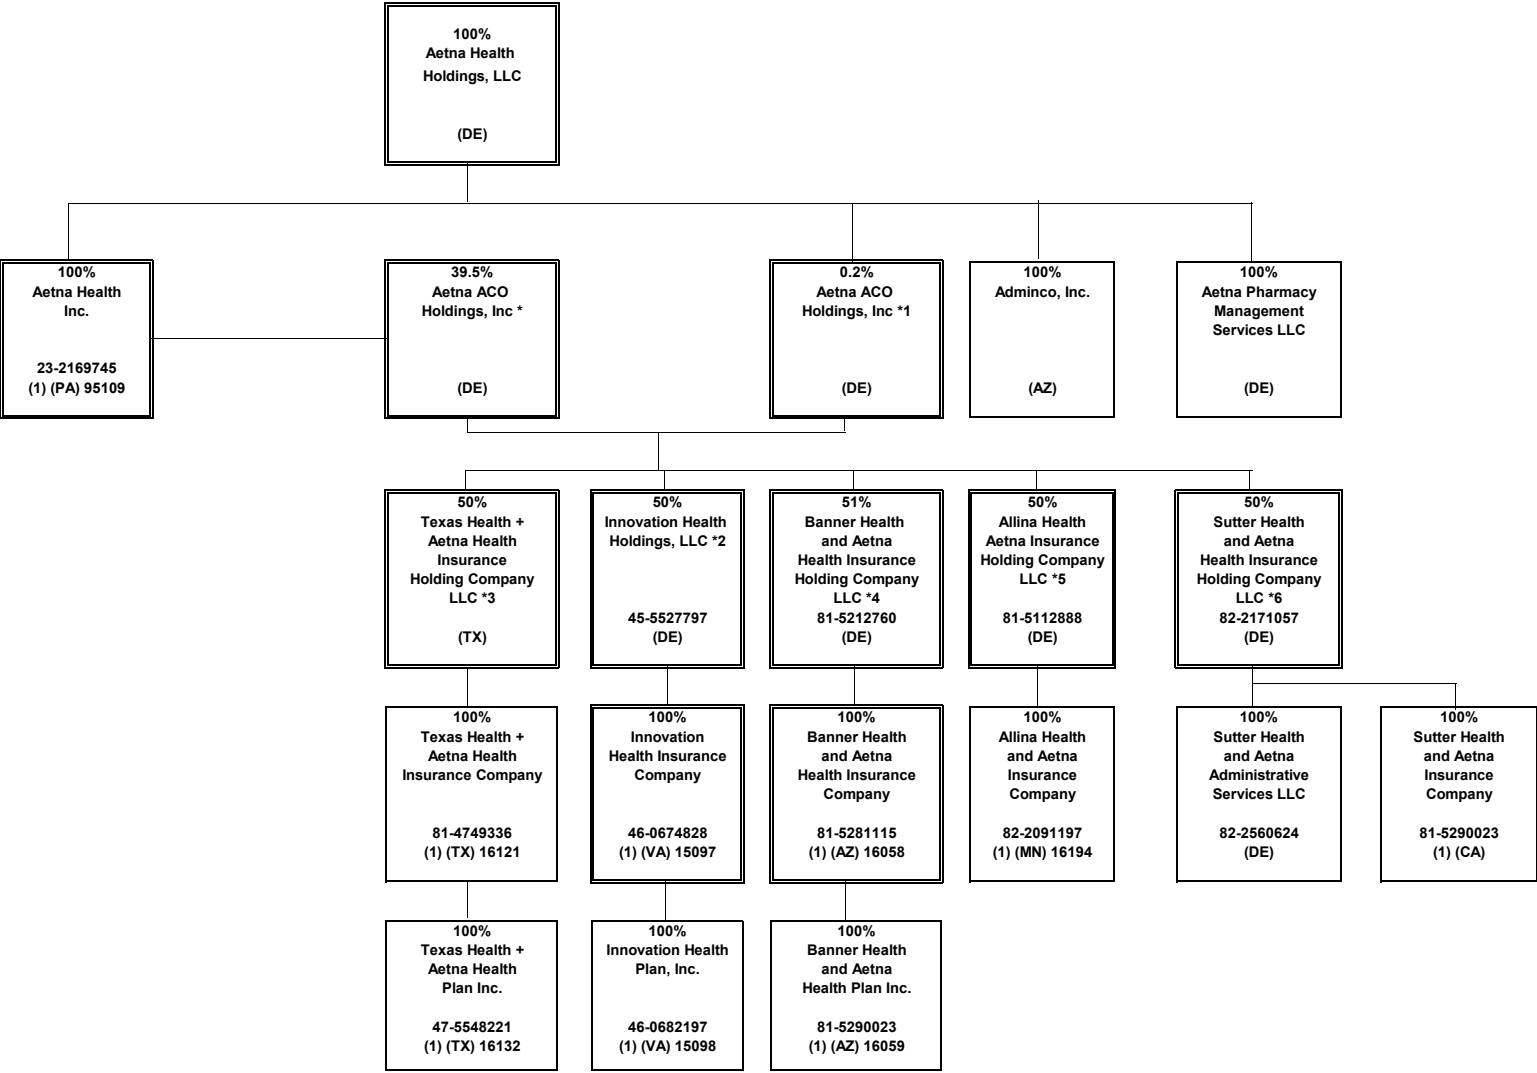 100%
Aetna Health
Holdings, LLC
(DE)
100%
Aetna Health
Inc.
23-2169745
(1) (PA) 95109
39.5%
Aetna ACO
Holdings, Inc *
(DE)
0.2%
Aetna ACO
Holdings, Inc *1
(DE)
100%
Adminco, Inc.
(AZ)
100%
Aetna Pharmacy
Management
Services LLC
(DE)
50%
Texas Health +
Aetna Health
Insurance
Holding Company
LLC *3
(TX)
50%
Innovation Health
Holdings, LLC *2
45-5527797
(DE)
51%
Banner Health
and Aetna
Health Insurance
Holding Company
LLC *4
81-5212760
(DE)
50%
Allina Health
Aetna Insurance
Holding Company
LLC *5
81-5112888
(DE)
50%
Sutter Health
and Aetna
Health Insurance
Holding Company
LLC *6
82-2171057
(DE)
100%
Texas Health +
Aetna Health
Insurance Company
81-4749336
(1) (TX) 16121
100%
Innovation
Health Insurance
Company
46-0674828
(1) (VA) 15097
100%
Banner Health
and Aetna
Health Insurance
Company
81-5281115
(1) (AZ) 16058
100%
Allina Health
and Aetna
Insurance
Company
82-2091197
(1) (MN) 16194
100%
Sutter Health
and Aetna
Administrative
Services LLC
82-2560624
(DE)
100%
Sutter Health
and Aetna
Insurance
Company
81-5290023
(1) (CA)
100%
Texas Health +
Aetna Health
Plan Inc.
47-5548221
(1) (TX) 16132
100%
Innovation Health
Plan, Inc.
46-0682197
(1) (VA) 15098
100%
Banner Health
and Aetna
Health Plan Inc.
81-5290023
(1) (AZ) 16059